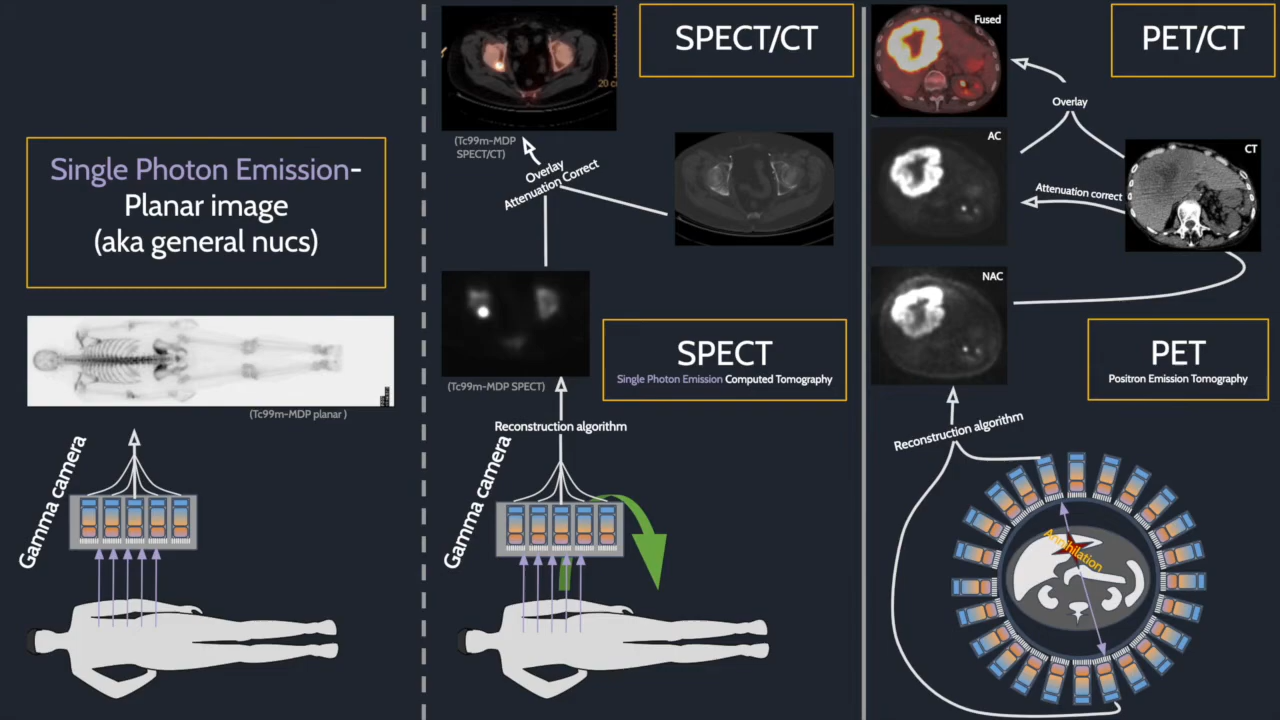 Single Photon Emission-
Planar image
(aka general nucs)
(Tc99m-MDP planar )
Gamma camera
SPECT/CT
20 c
(Tc99m-MDP
SPECT/CT)
Overlay
Attenuation Correct
SPECT
Single Photon Emission Computed Tomography
(Tc99m-MDP SPECT)
Reconstruction algorithm
Gamma camera
PET/CT
Fused
Overlay
AC
CT
Attenuation correct
NAC
PET
Positron Emission Tomography
Reconstruction algorithm
Annihilation